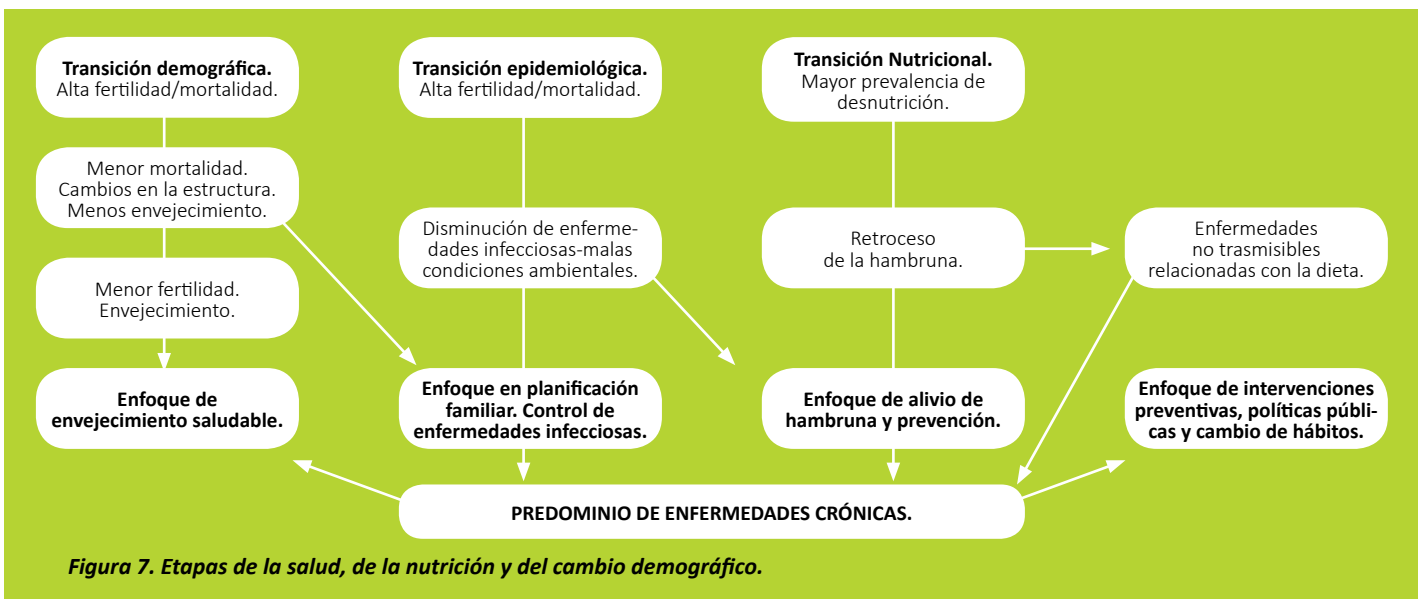 Transición demográfica.
Alta fertilidad/mortalidad.
Menor mortalidad.
Cambios en la estructura.
Menos envejecimiento.
Menor fertilidad.
Envejecimiento.
Enfoque de
envejecimiento saludable.
Transición epidemiológica.
Alta fertilidad/mortalidad.
Disminución de enferme-
dades infecciosas-malas
condiciones ambientales.
Enfoque en planificación
familiar. Control de
enfermedades infecciosas.
Transición Nutricional.
Mayor prevalencia de
desnutrición.
Retroceso
de la hambruna.
Enfoque de alivio de
hambruna y prevención.
Enfermedades
no trasmisibles
relacionadas con la dieta.
Enfoque de intervenciones
preventivas, políticas públi-
cas y cambio de hábitos.
PREDOMINIO DE ENFERMEDADES CRÓNICAS.
Figura 7. Etapas de la salud, de la nutrición y del cambio demográfico.